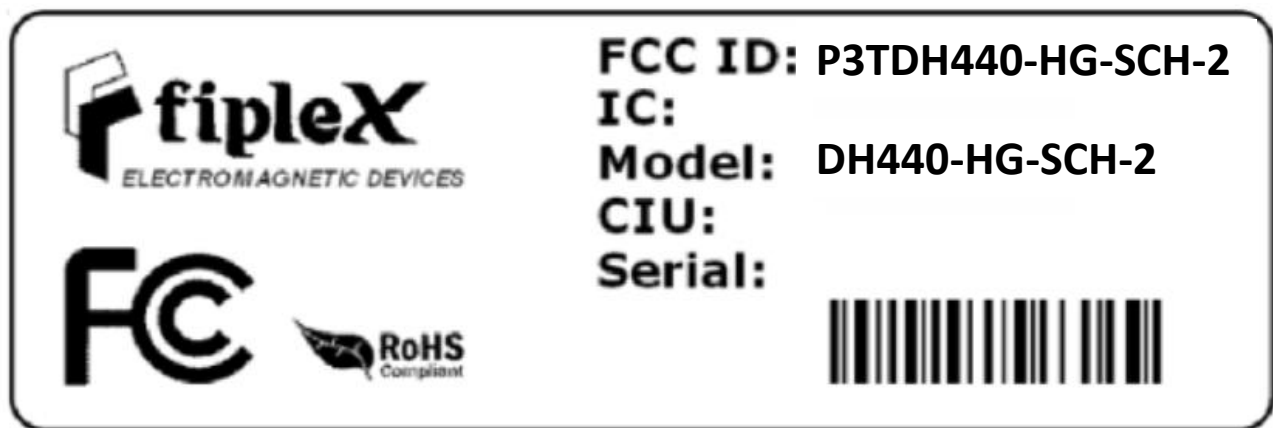 fipleX
ELECTROMAGNETIC DEVICES
FCC ID: P3TDH440-HG-SCH-2
IC:
Model: DH440-HG-SCH-2
CIU:
Serial:
FC
RoHS
Compliant